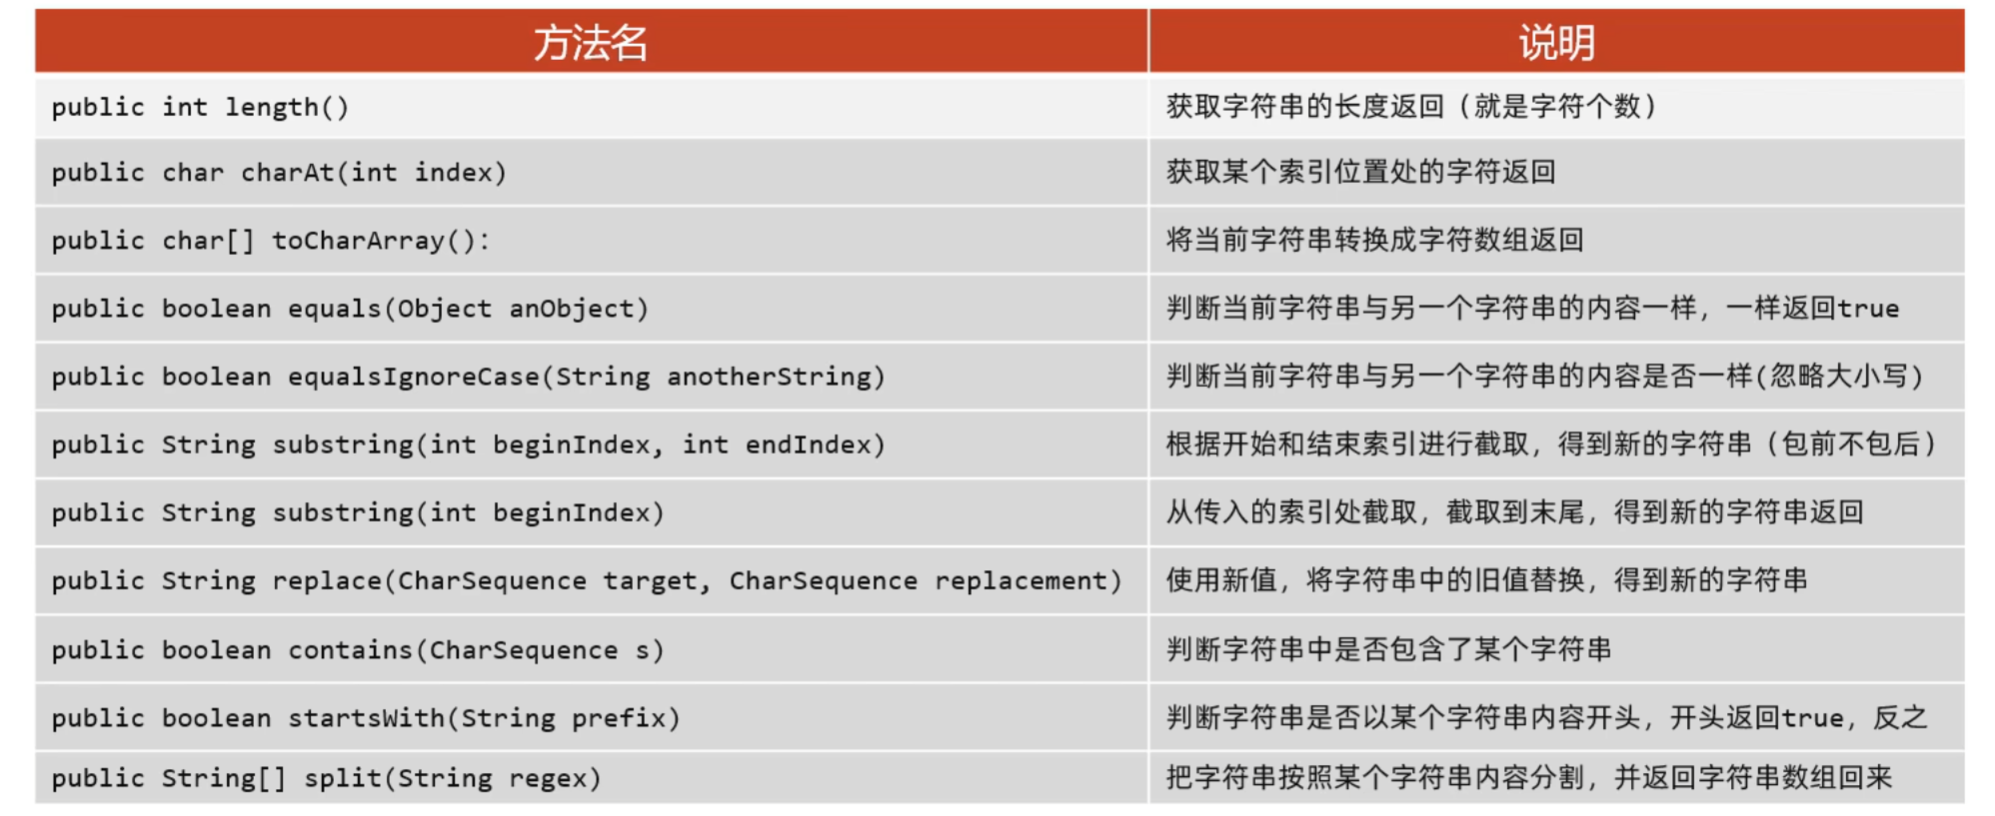 方法名 说明
public int length() 获取字符串的长度返回（就是字符个数）
public char charAt(int index) 获取某个索引位置处的字符返回
public char[] toCharArray(): 将当前字符串转换成字符数组返回
public boolean equals(Object anObject) 判断当前字符串与另一个字符串的内容一样，一样返回true
public boolean equalsIgnoreCase(String anotherString) 判断当前字符串与另一个字符串的内容是否一样(忽略大小写)
public String substring(int beginIndex, int endIndex) 根据开始和结束索引进行截取，得到新的字符串（包前不包后）
public String substring(int beginIndex) 从传入的索引处截取，截取到末尾，得到新的字符串返回
public String replace(CharSequence target, CharSequence replacement) 使用新值，将字符串中的旧值替换，得到新的字符串
public boolean contains(CharSequence s) 判断字符串中是否包含了某个字符串
public boolean startsWith(String prefix) 判断字符串是否以某个字符串内容开头，开头返回true，反之
public String[] split(String regex) 把字符串按照某个字符串内容分割，并返回字符串数组回来